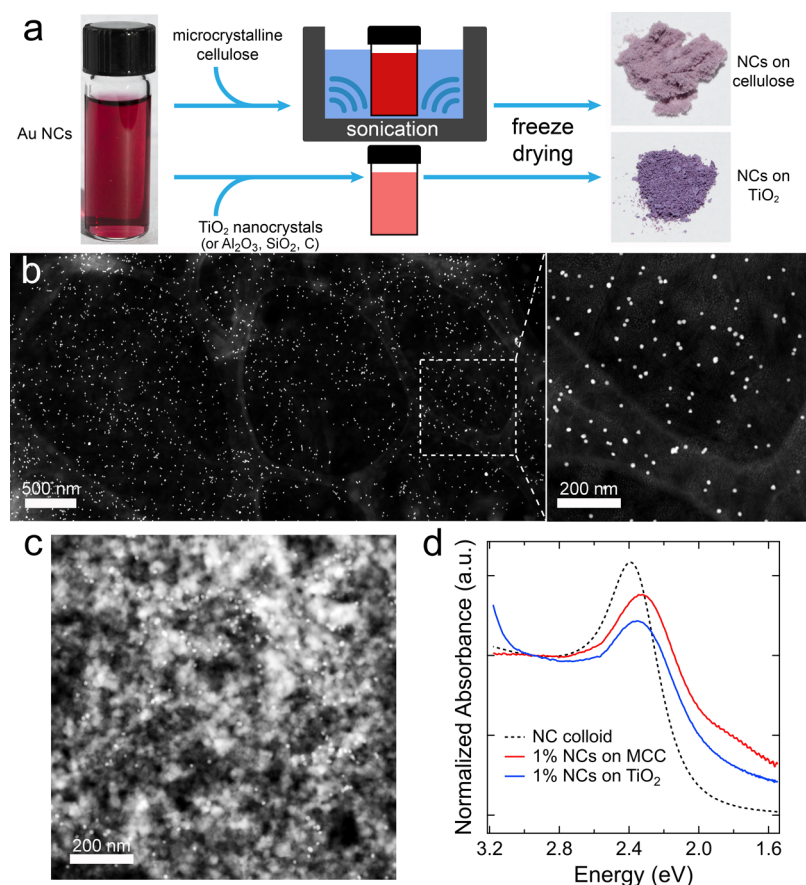 a
microcrystalline
cellulose
Au NCs
sonication
TiO₂ nanocrystals
(or Al₂O₃, SiO₂, C)
freeze
drying
NCs on
cellulose
NCs on
TiO₂
b
500 nm
200 nm
c
200 nm
d
Normalized Absorbance (a.u.)
NC colloid
1% NCs on MCC
1% NCs on TiO₂
3.2
2.4
2.0
1.6
Energy (eV)